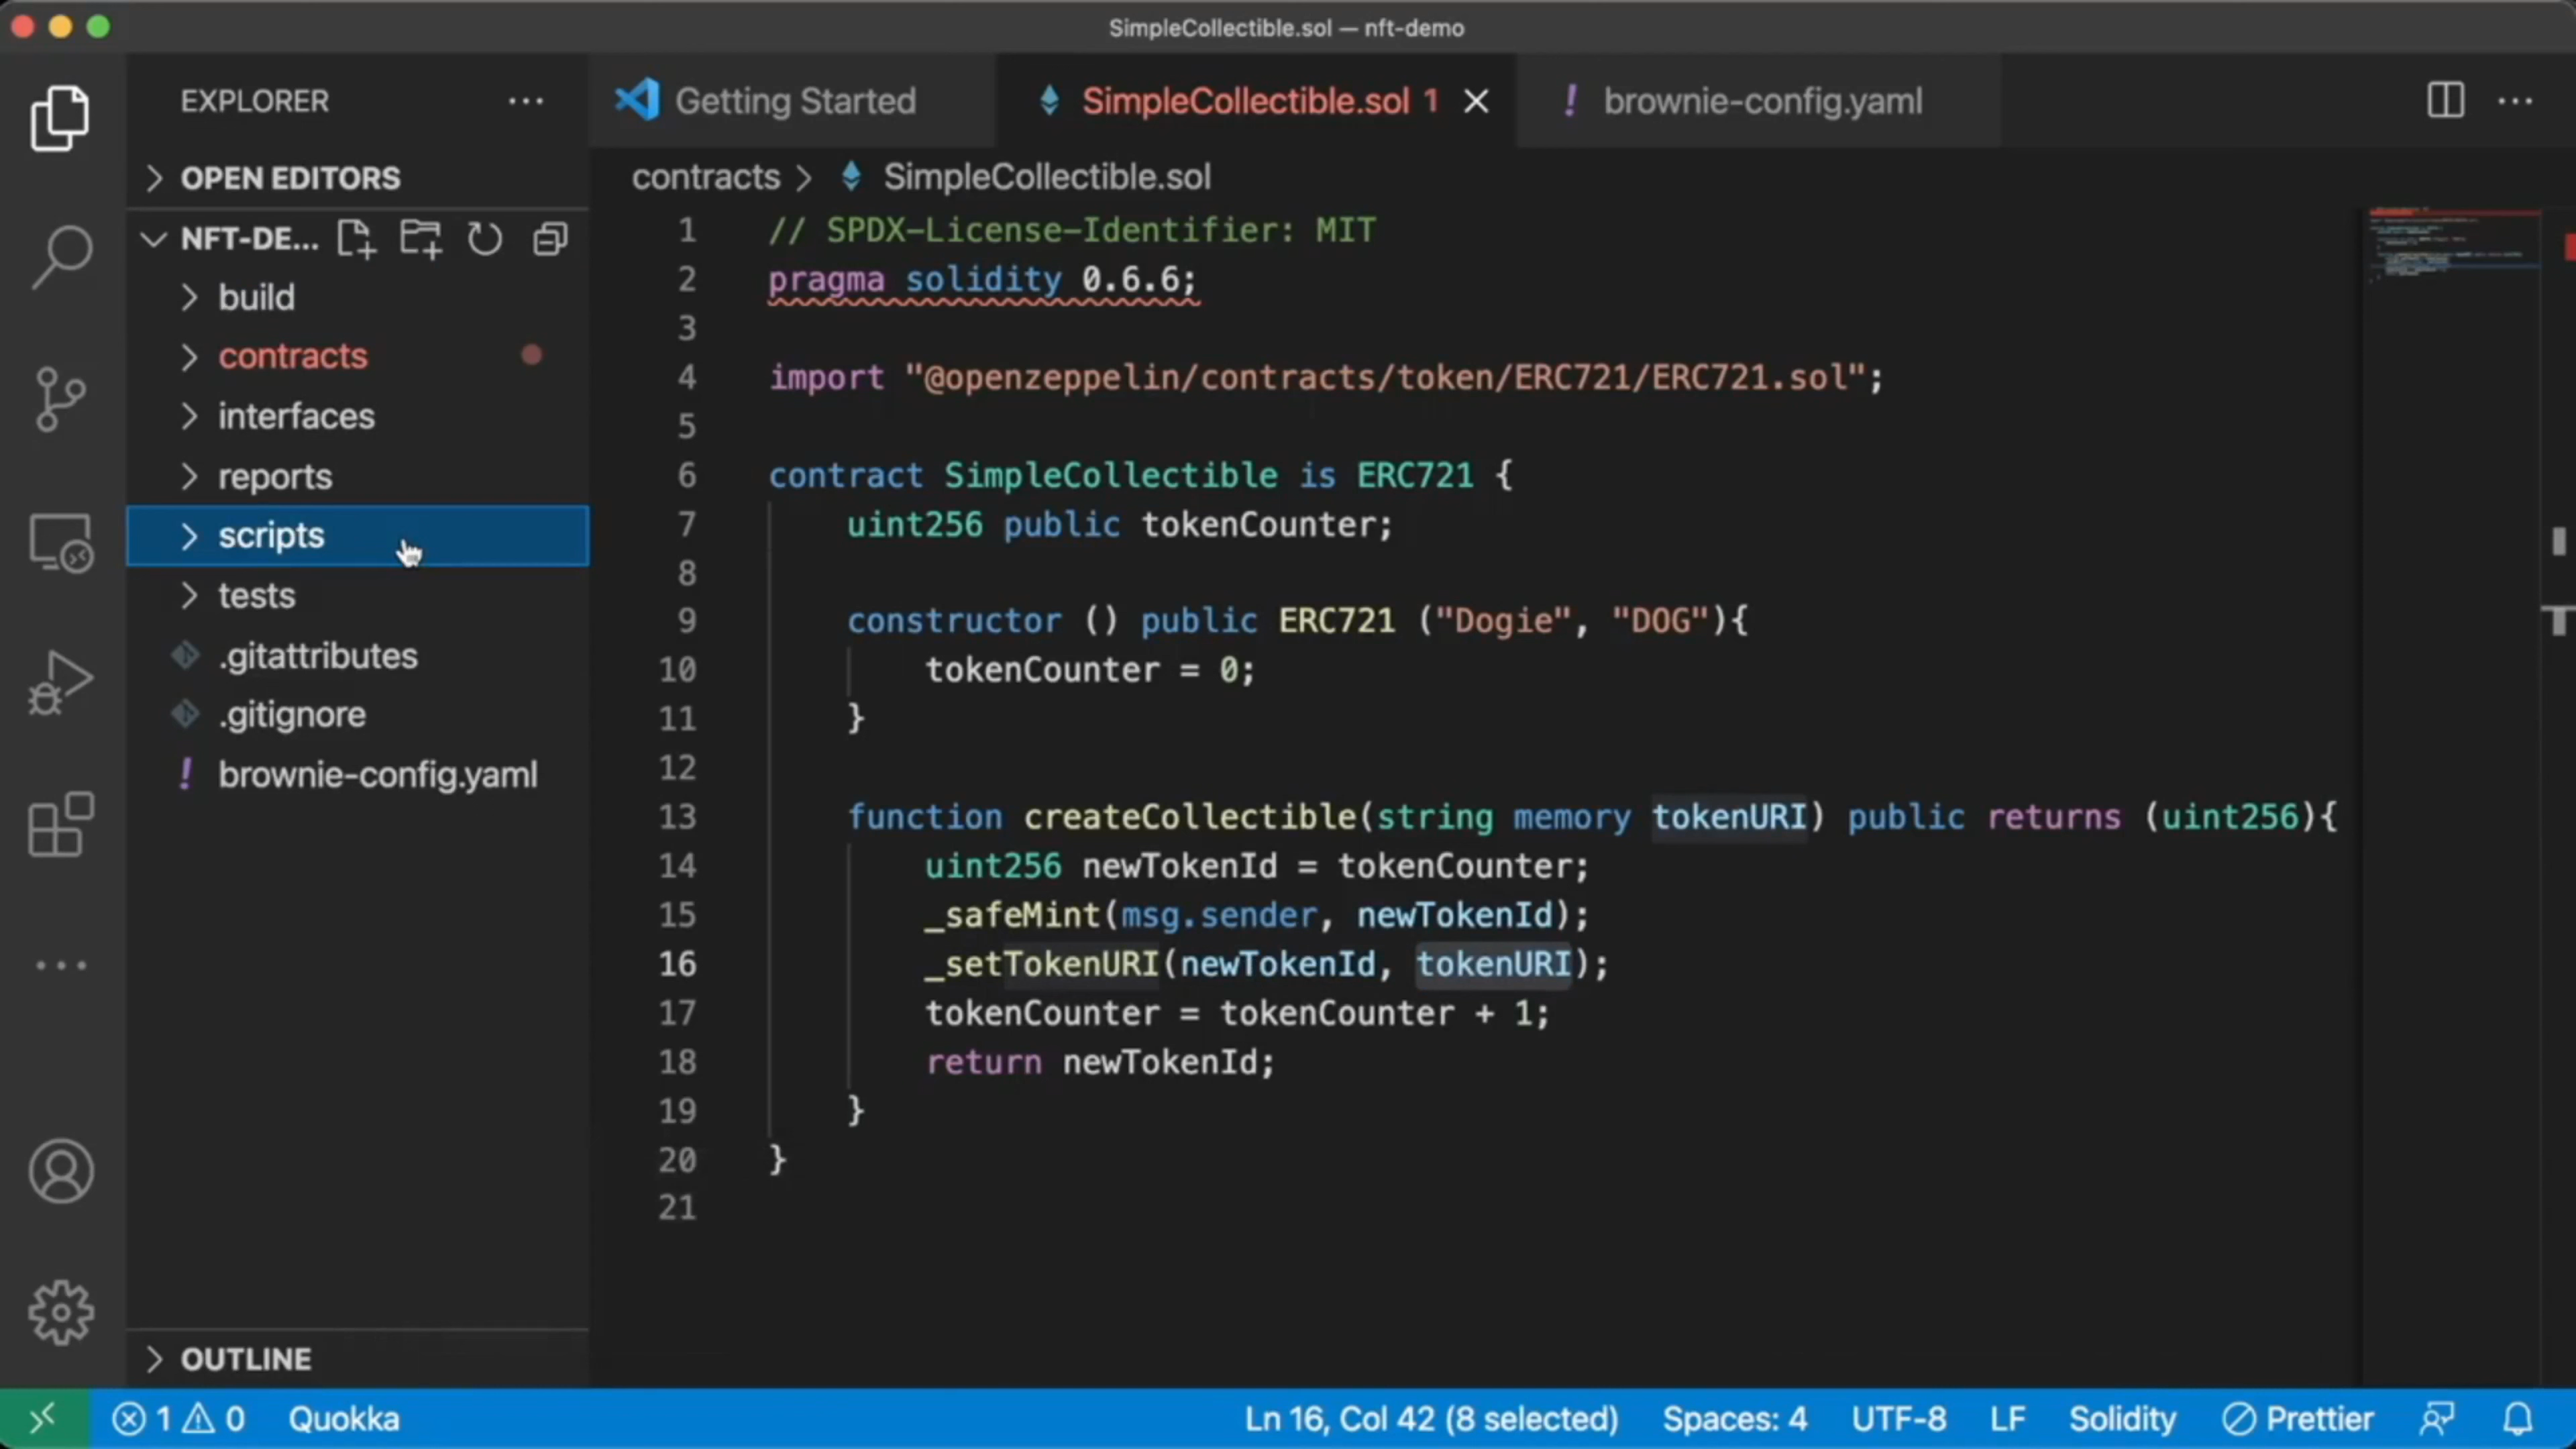 SimpleCollectible.sol — nft-demo
EXPLORER
OPEN EDITORS
NFT-DE...
build
contracts
interfaces
reports
scripts
tests
.gitattributes
.gitignore
! brownie-config.yaml
OUTLINE
Getting Started
SimpleCollectible.sol 1
! brownie-config.yaml
contracts > SimpleCollectible.sol
1 // SPDX-License-Identifier: MIT
2 pragma solidity 0.6.6;
3
4 import "@openzeppelin/contracts/token/ERC721/ERC721.sol";
5
6 contract SimpleCollectible is ERC721 {
7 uint256 public tokenCounter;
8
9 constructor () public ERC721 ("Dogie", "DOG"){
10 tokenCounter = 0;
11 }
12
13 function createCollectible(string memory tokenURI) public returns (uint256){
14 uint256 newTokenId = tokenCounter;
15 _safeMint(msg.sender, newTokenId);
16 _setTokenURI(newTokenId, tokenURI);
17 tokenCounter = tokenCounter + 1;
18 return newTokenId;
19 }
20 }
21
1 0 Quokka Ln 16, Col 42 (8 selected) Spaces: 4 UTF-8 LF Solidity Prettier